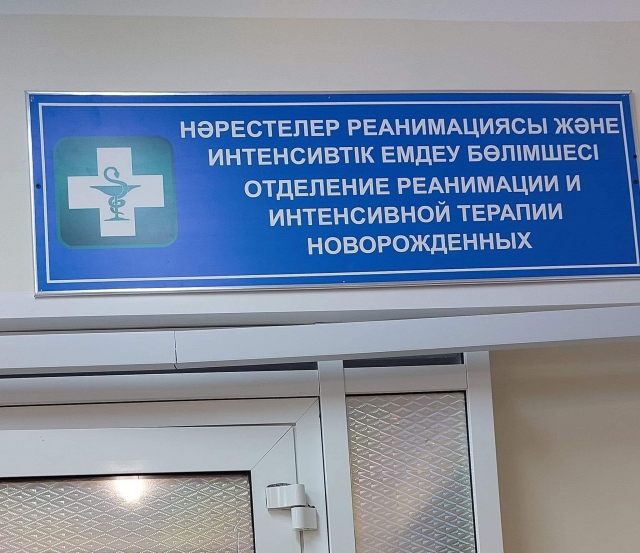 НӘРЕСТЕЛЕР РЕАНИМАЦИЯСЫ ЖӘНЕ
ИНТЕНСИВТІК ЕМДЕУ БӨЛІМШЕСІ
ОТДЕЛЕНИЕ РЕАНИМАЦИИ И
ИНТЕНСИВНОЙ ТЕРАПИИ
НОВОРОЖДЕННЫХ